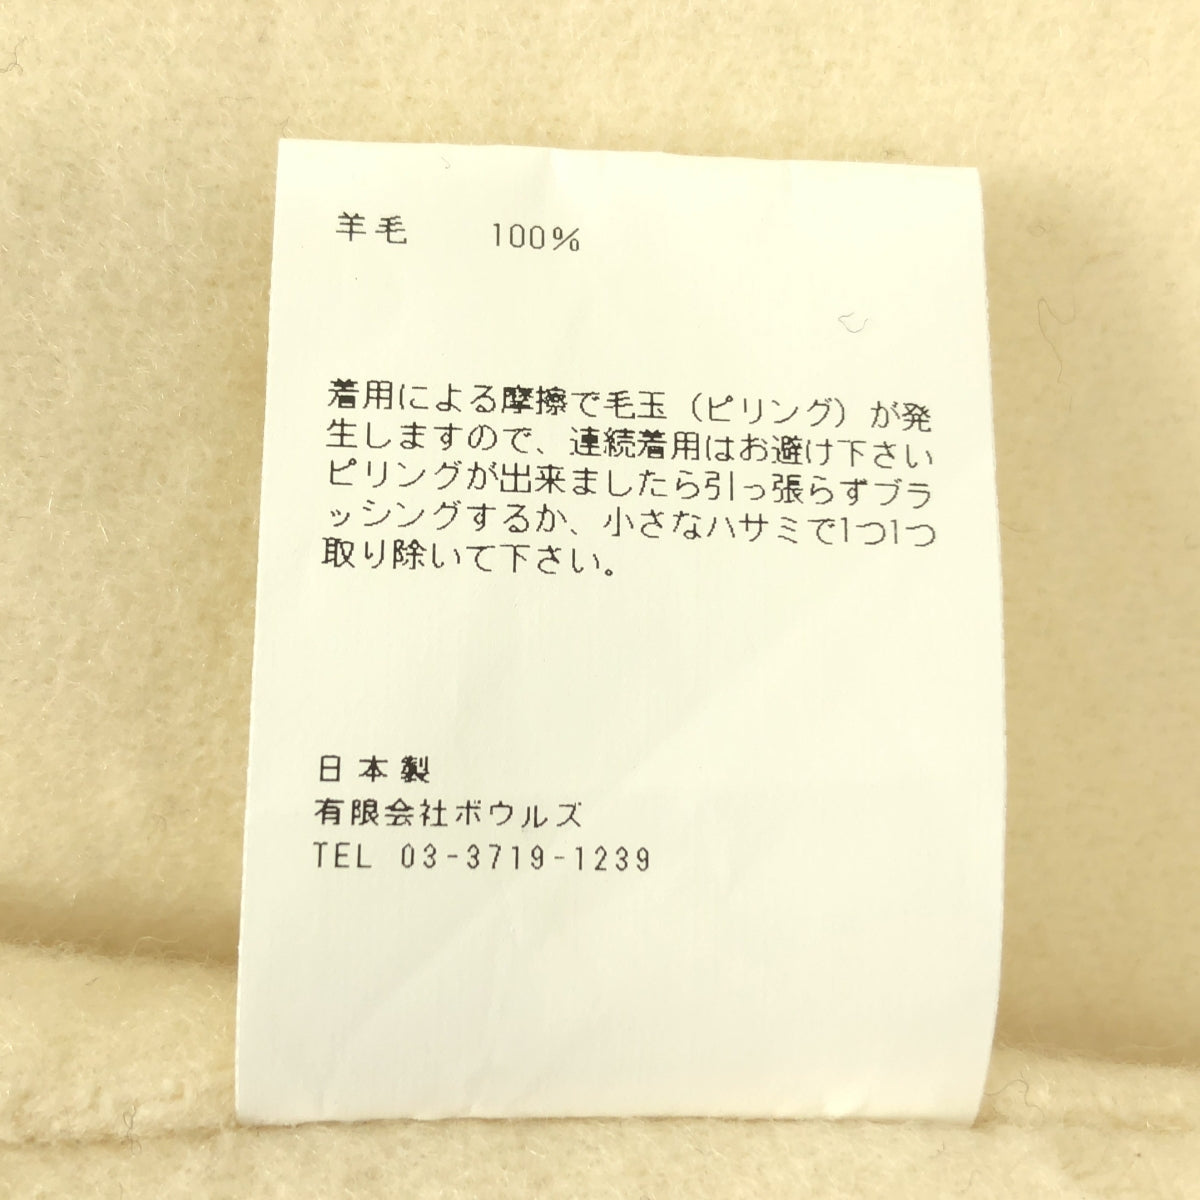 羊毛 100%
着用による摩擦で毛玉（ピリング）が発
生しますので、連続着用はお避け下さい
ピリングが出来ましたら引っ張らずブラ
ッシングするか、小さなハサミで1つ1つ
取り除いて下さい。
日本製
有限会社ボウルズ
TEL 03-3719-1239